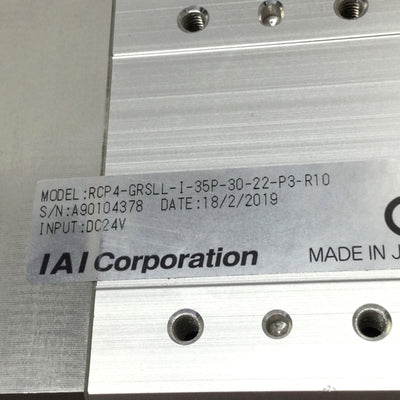 MODEL:RCP4-GRSLL-I-35P-30-22-P3-R10
S/N:A90104378 DATE:18/2/2019
INPUT:DC24V
IAI Corporation
MADE IN